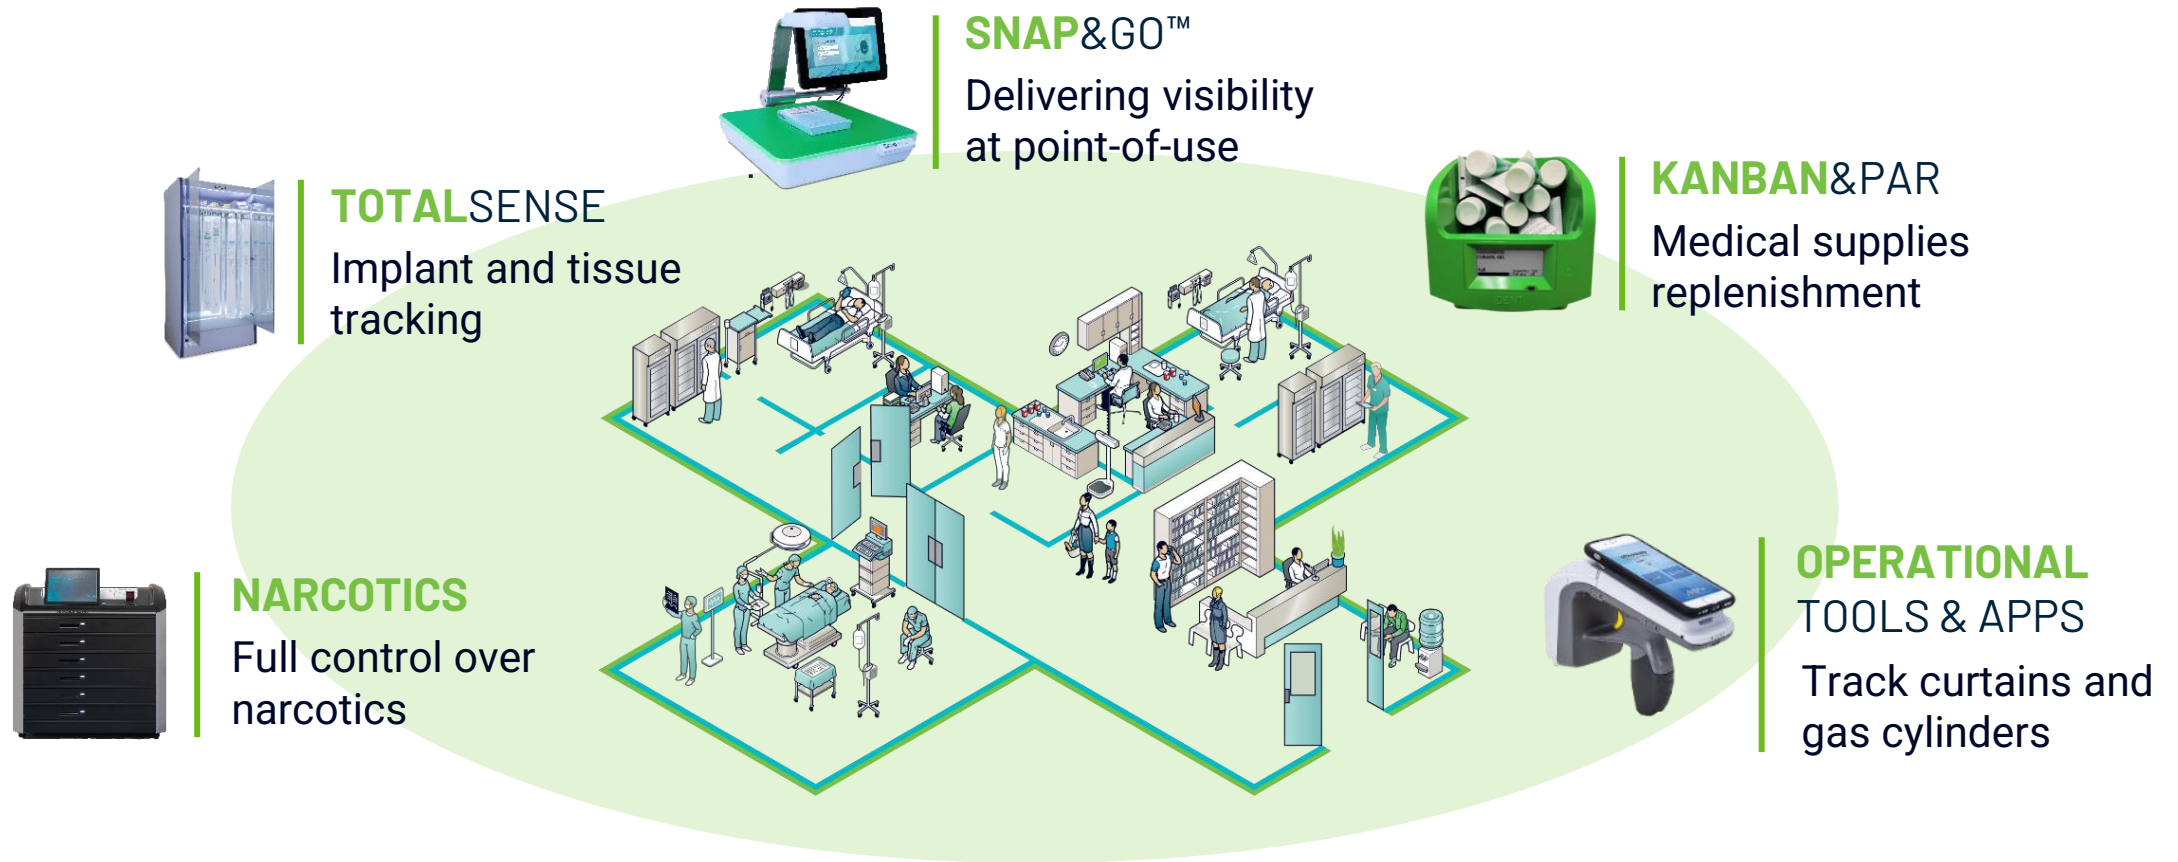 SNAP&GO™
Delivering visibility
at point-of-use
TOTALSENSE
Implant and tissue
tracking
KANBAN&PAR
Medical supplies
replenishment
NARCOTICS
Full control over
narcotics
OPERATIONAL
TOOLS & APPS
Track curtains and
gas cylinders